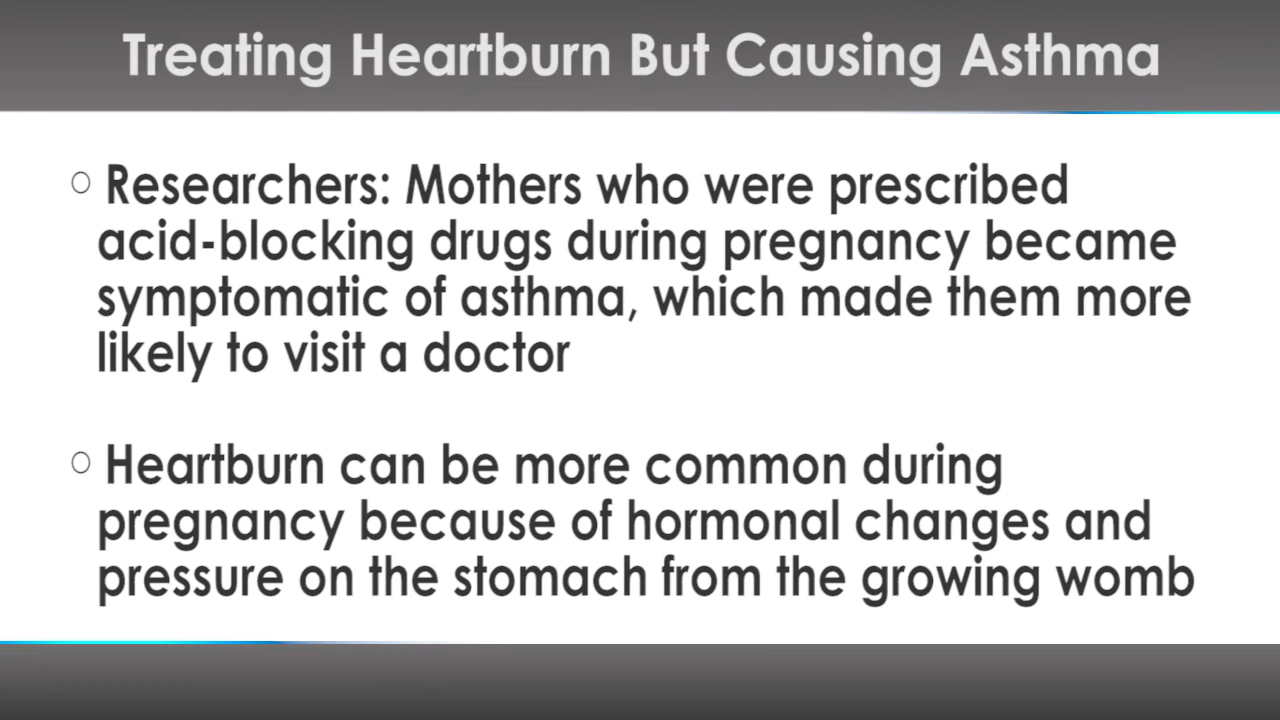 Treating Heartburn But Causing Asthma
○ Researchers: Mothers who were prescribed
acid-blocking drugs during pregnancy became
symptomatic of asthma, which made them more
likely to visit a doctor
○ Heartburn can be more common during
pregnancy because of hormonal changes and
pressure on the stomach from the growing womb